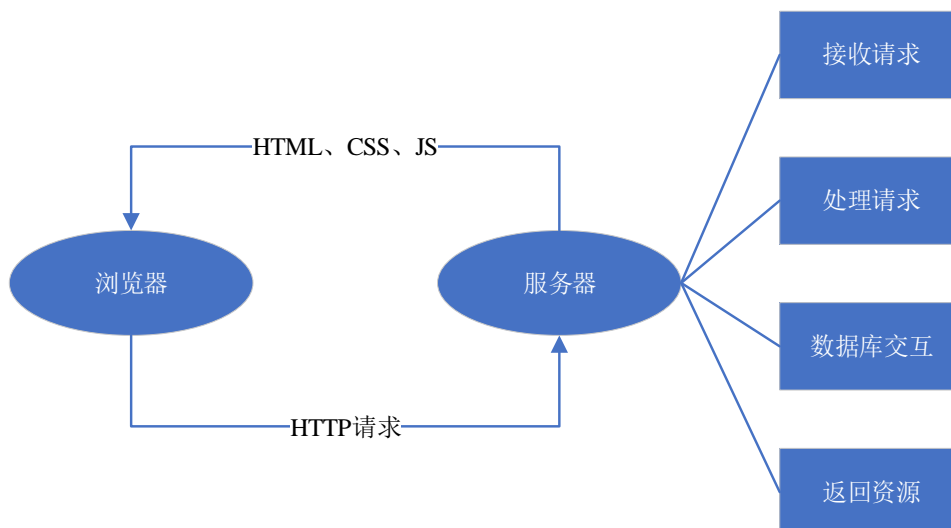 接收请求
HTML、CSS、JS
处理请求
浏览器
服务器
数据库交互
HTTP请求
返回资源